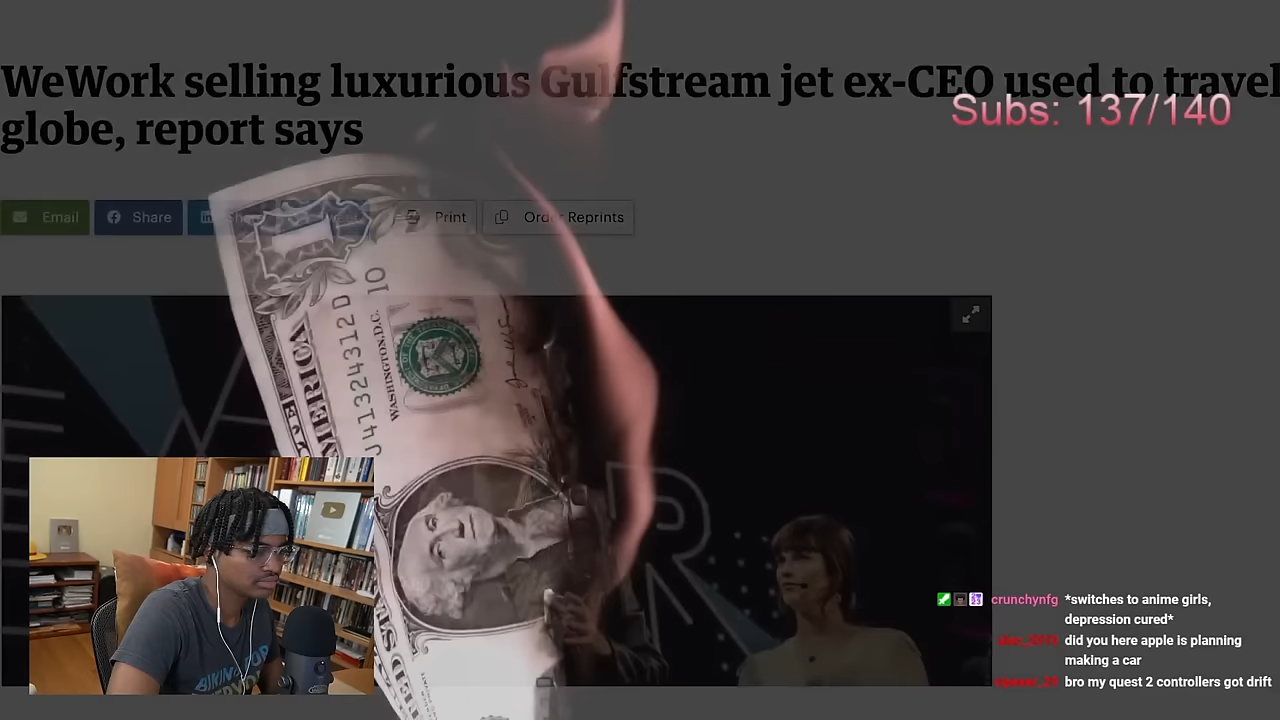 WeWork selling luxurious Gulfstream jet ex-CEO used to travel
globe, report says
Subs: 137/140
Email
Share
Print
Order Reprints
J41324312D
10
WASHINGTON, D.C.
AMERICA
crunchynfg *switches to anime girls,
depression cured*
did you here apple is planning
making a car
bro my quest 2 controllers got drift